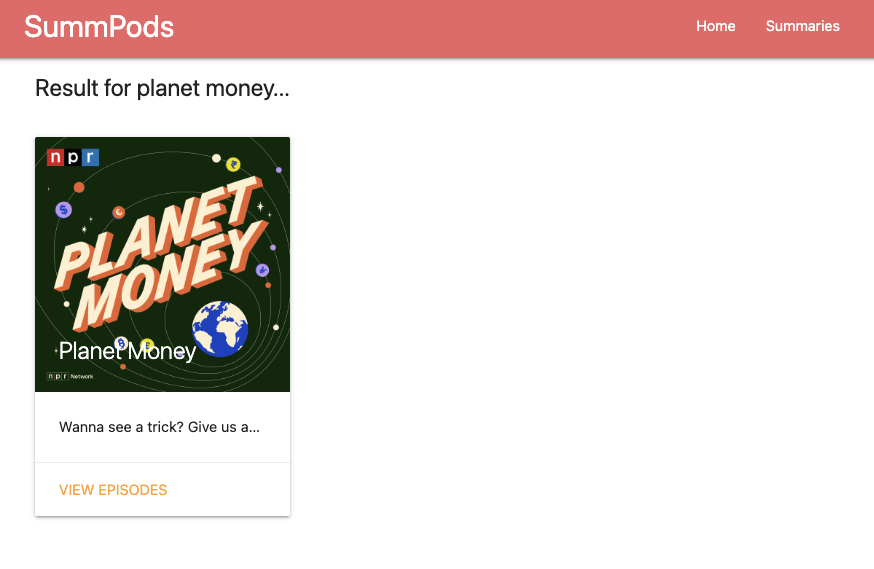 SummPods
Home Summaries
Result for planet money...
npr
PLANET
MONEY
Planet Money
npr Network
Wanna see a trick? Give us a...
VIEW EPISODES